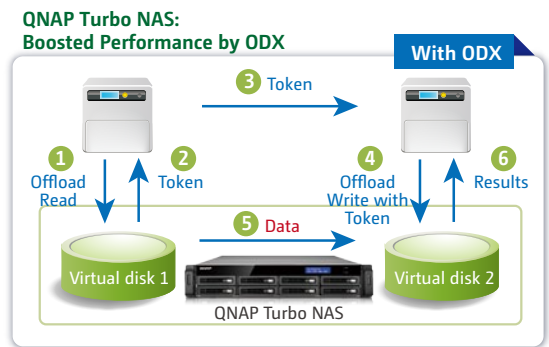 QNAP Turbo NAS:
Boosted Performance by ODX
With ODX
3 Token
1
Offload
Read
2
Token
4
Offload
Write with
Token
6
Results
5 Data
Virtual disk 1
Virtual disk 2
QNAP Turbo NAS